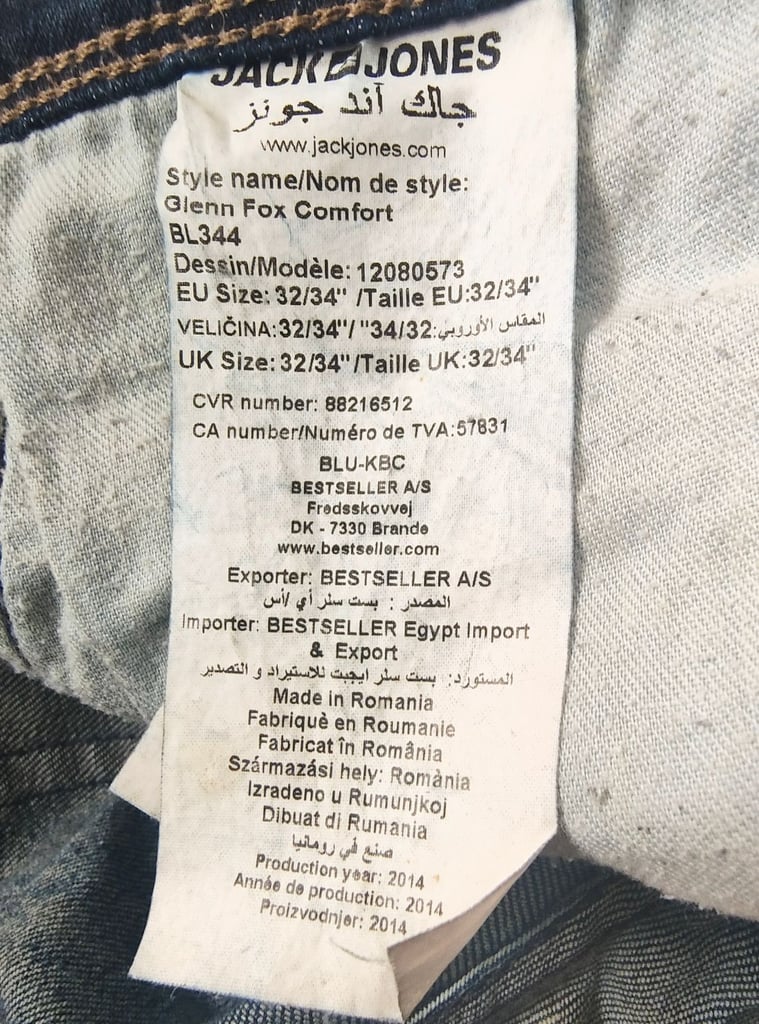 JACK JONES
جاك آند جونز
www.jackjones.com
Style name/Nom de style:
Glenn Fox Comfort
BL344
Dessin/Modèle: 12080573
EU Size: 32/34" /Taille EU:32/34"
VELIČINA:32/34"/ "34/32:المقاس الأوروبي
UK Size: 32/34"/Taille UK:32/34"
CVR number: 88216512
CA number/Numéro de TVA:57831
BLU-KBC
BESTSELLER A/S
Fredsskovvej
DK - 7330 Brande
www.bestseller.com
Exporter: BESTSELLER A/S
المصدر : بست سلر أي /أس
Importer: BESTSELLER Egypt Import
& Export
المستورد: بست سلر ايجبت للاستيراد و التصدير
Made in Romania
Fabriquè en Roumanie
Fabricat în România
Származási hely: Romània
Izradeno u Rumunjkoj
Dibuat di Rumania
صنع في رومانيا
Production year: 2014
Année de production: 2014
Proizvodnjer: 2014